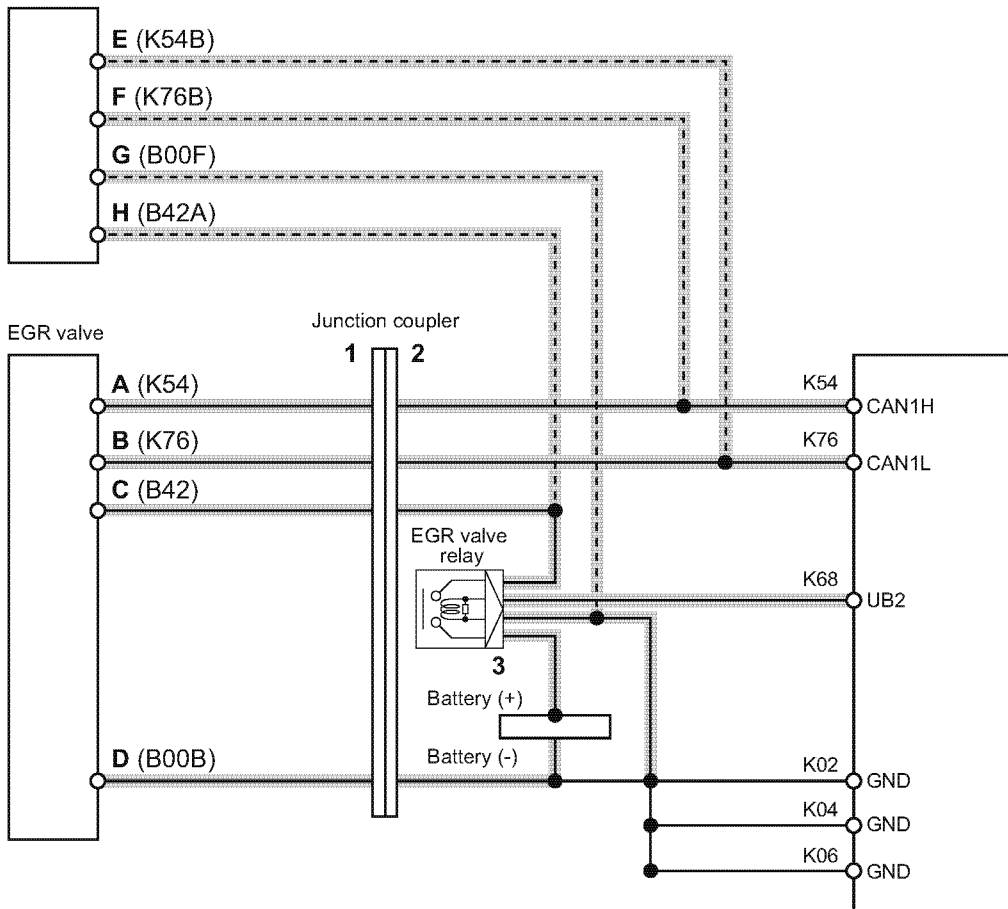 E (K54B)
F (K76B)
G (B00F)
H (B42A)
EGR valve
Junction coupler
1 2
A (K54)
K54
CAN1H
B (K76)
K76
CAN1L
C (B42)
EGR valve
relay
K68
UB2
3
Battery (+)
Battery (-)
D (B00B)
K02
GND
K04
GND
K06
GND